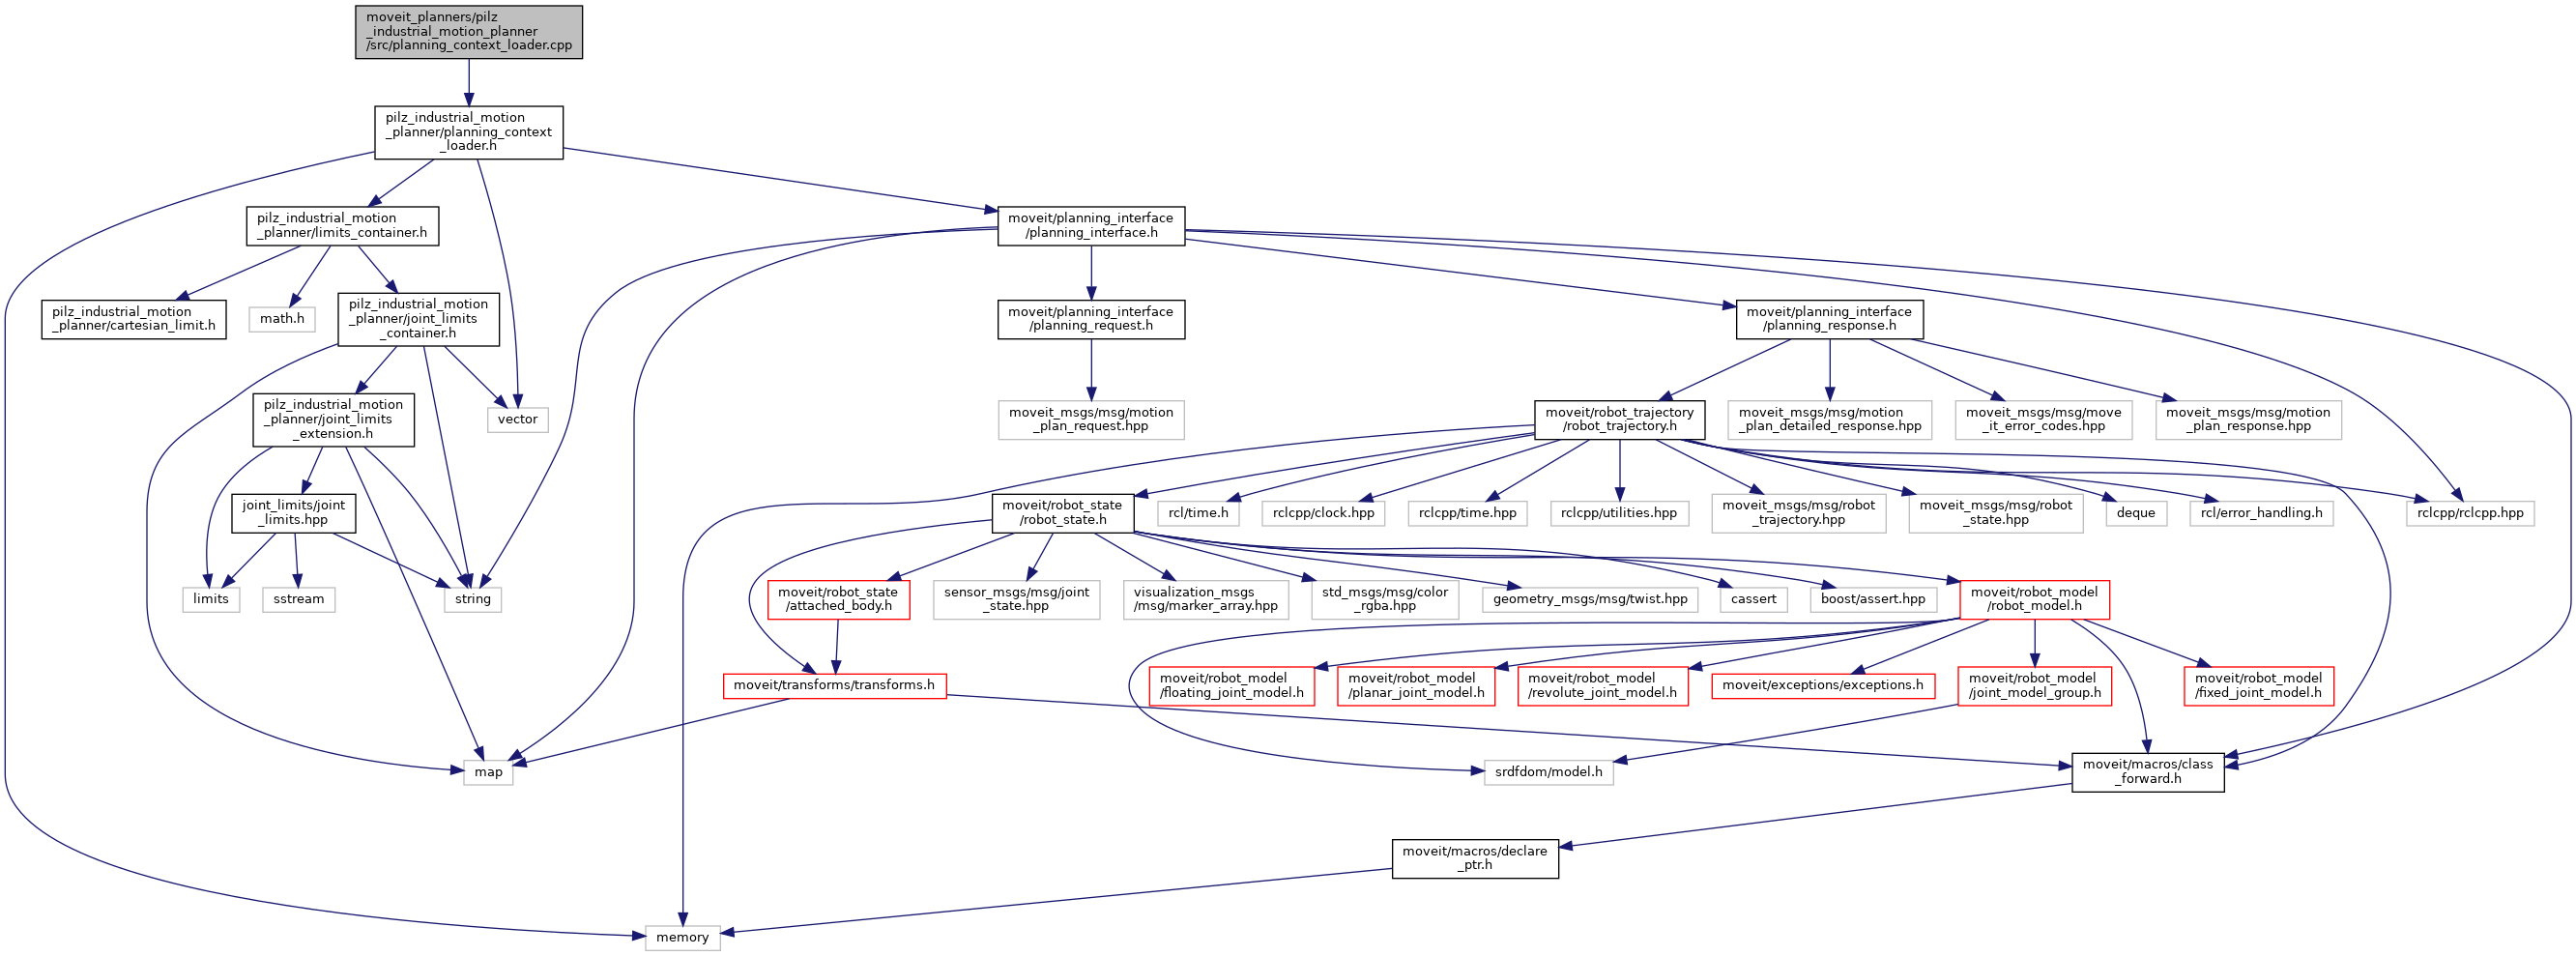 moveit_planners/pilz
_industrial_motion_planner
/src/planning_context_loader.cpp
pilz_industrial_motion
_planner/planning_context
_loader.h
pilz_industrial_motion
_planner/limits_container.h
moveit/planning_interface
/planning_interface.h
pilz_industrial_motion
_planner/cartesian_limit.h
math.h
pilz_industrial_motion
_planner/joint_limits
_container.h
moveit/planning_interface
/planning_request.h
moveit/planning_interface
/planning_response.h
pilz_industrial_motion
_planner/joint_limits
_extension.h
vector
moveit_msgs/msg/motion
_plan_request.hpp
moveit/robot_trajectory
/robot_trajectory.h
moveit_msgs/msg/motion
_plan_detailed_response.hpp
moveit_msgs/msg/move
_it_error_codes.hpp
moveit_msgs/msg/motion
_plan_response.hpp
joint_limits/joint
_limits.hpp
moveit/robot_state
/robot_state.h
rcl/time.h
rclcpp/clock.hpp
rclcpp/time.hpp
rclcpp/utilities.hpp
moveit_msgs/msg/robot
_trajectory.hpp
moveit_msgs/msg/robot
_state.hpp
deque
rcl/error_handling.h
rclcpp/rclcpp.hpp
limits
sstream
string
moveit/robot_state
/attached_body.h
sensor_msgs/msg/joint
_state.hpp
visualization_msgs
/msg/marker_array.hpp
std_msgs/msg/color
_rgba.hpp
geometry_msgs/msg/twist.hpp
cassert
boost/assert.hpp
moveit/robot_model
/robot_model.h
moveit/transforms/transforms.h
moveit/robot_model
/floating_joint_model.h
moveit/robot_model
/planar_joint_model.h
moveit/robot_model
/revolute_joint_model.h
moveit/exceptions/exceptions.h
moveit/robot_model
/joint_model_group.h
moveit/robot_model
/fixed_joint_model.h
map
srdfdom/model.h
moveit/macros/class
_forward.h
moveit/macros/declare
_ptr.h
memory